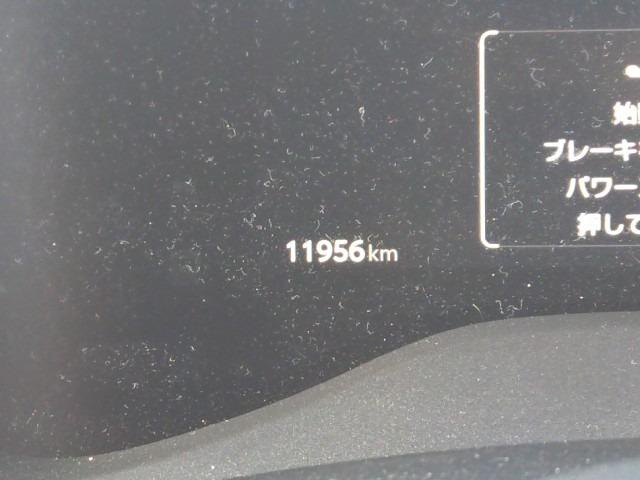 11956km
始
ブレーキ
パワー
押して